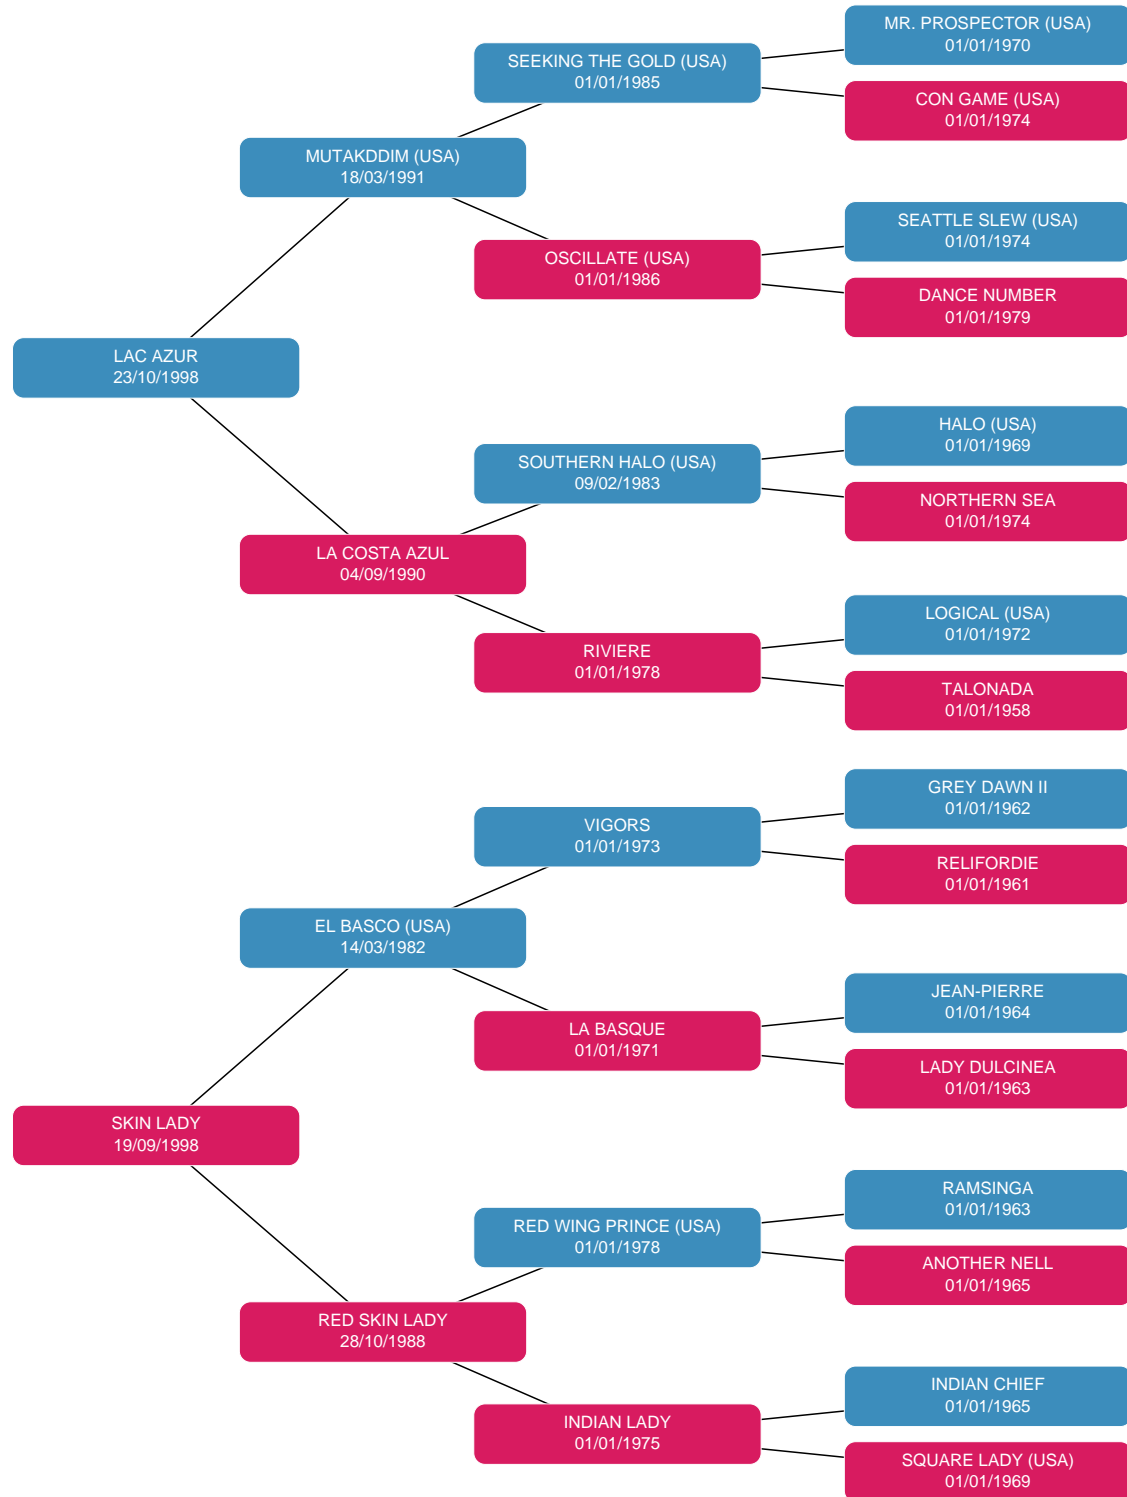 MR. PROSPECTOR (USA)
01/01/1970
SEEKING THE GOLD (USA)
01/01/1985
CON GAME (USA)
01/01/1974
MUTAKDDIM (USA)
18/03/1991
SEATTLE SLEW (USA)
01/01/1974
OSCILLATE (USA)
01/01/1986
DANCE NUMBER
01/01/1979
LAC AZUR
23/10/1998
HALO (USA)
01/01/1969
SOUTHERN HALO (USA)
09/02/1983
NORTHERN SEA
01/01/1974
LA COSTA AZUL
04/09/1990
LOGICAL (USA)
01/01/1972
RIVIERE
01/01/1978
TALONADA
01/01/1958
GREY DAWN II
01/01/1962
VIGORS
01/01/1973
RELIFORDIE
01/01/1961
EL BASCO (USA)
14/03/1982
JEAN-PIERRE
01/01/1964
LA BASQUE
01/01/1971
LADY DULCINEA
01/01/1963
SKIN LADY
19/09/1998
RAMSINGA
01/01/1963
RED WING PRINCE (USA)
01/01/1978
ANOTHER NELL
01/01/1965
RED SKIN LADY
28/10/1988
INDIAN CHIEF
01/01/1965
INDIAN LADY
01/01/1975
SQUARE LADY (USA)
01/01/1969